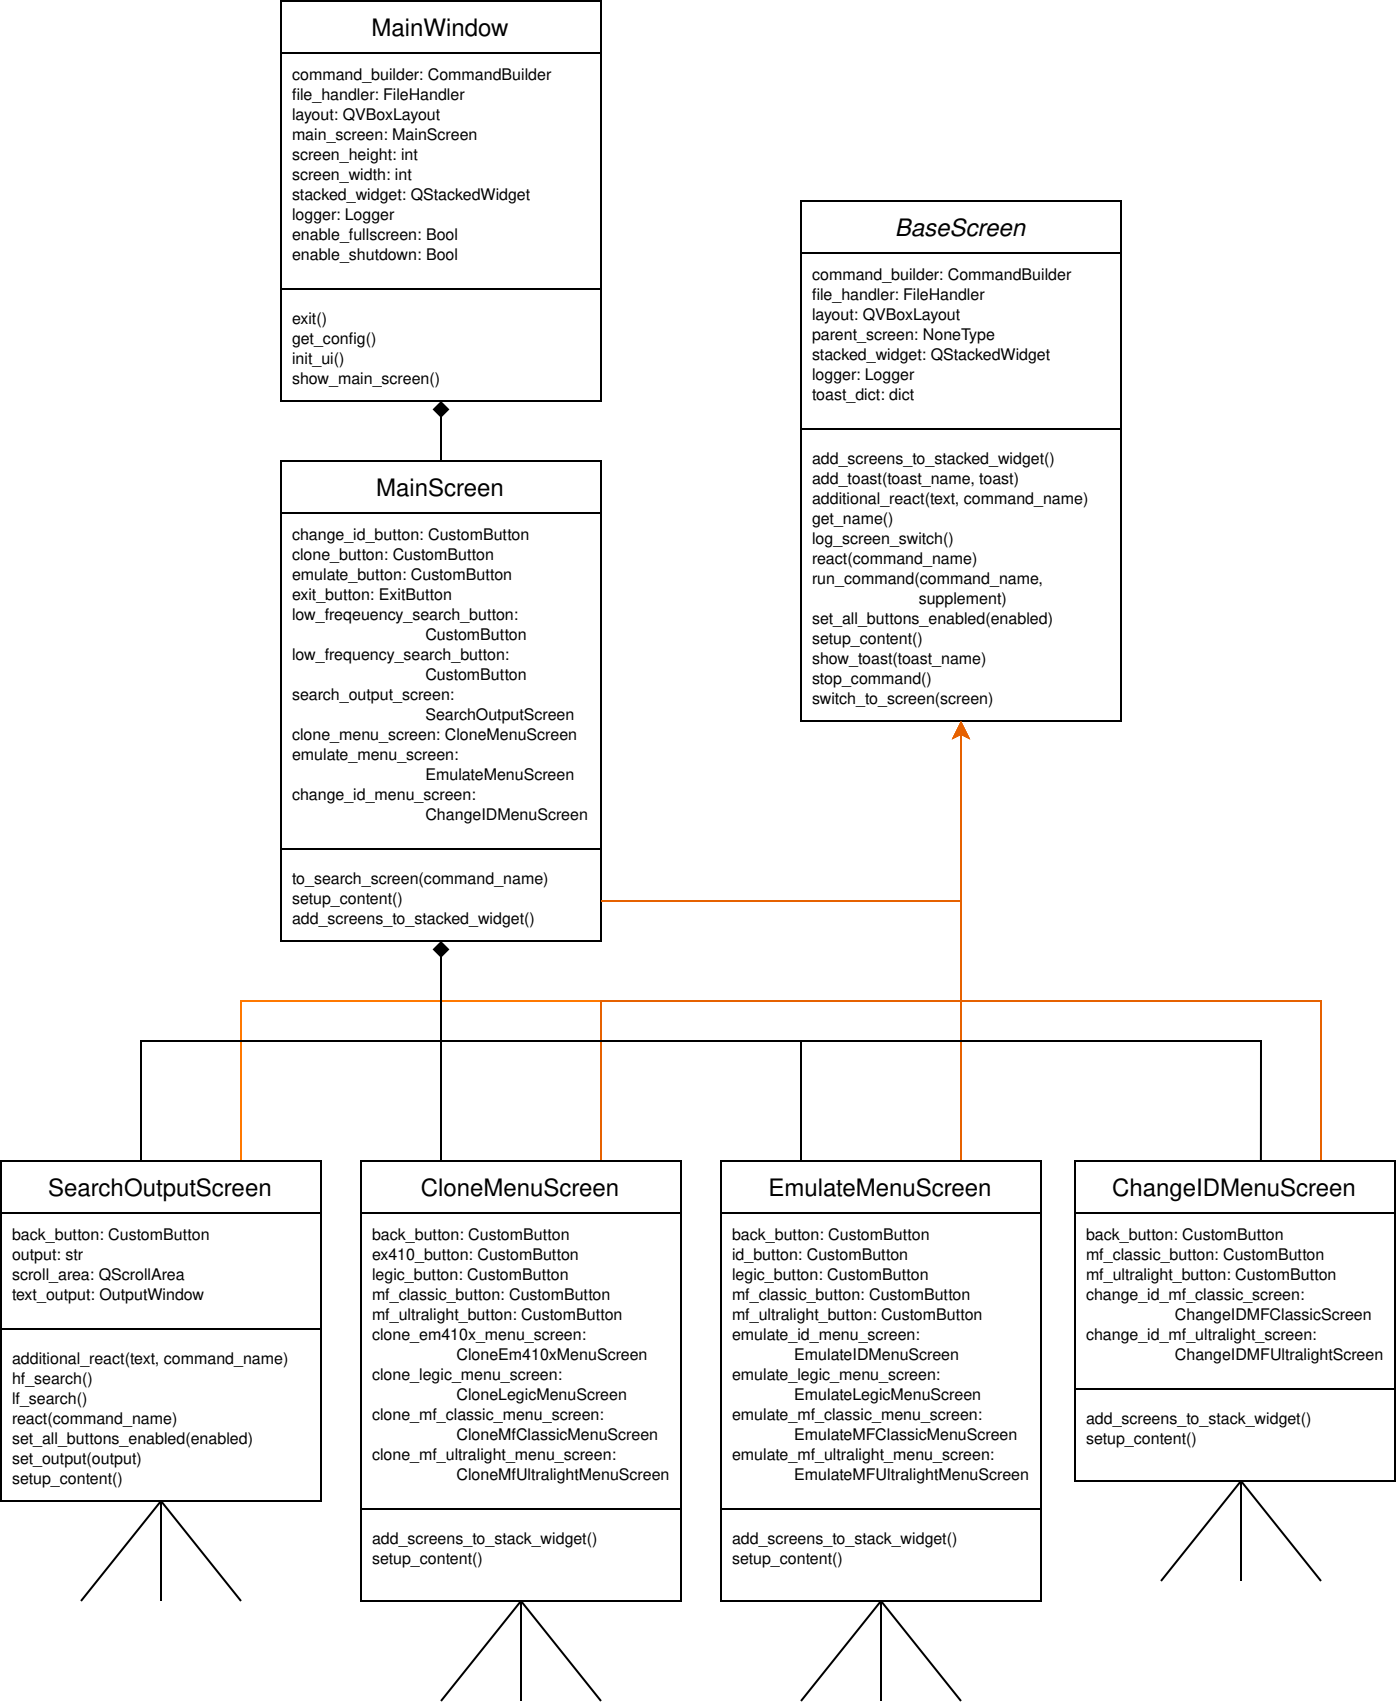 MainWindow
command_builder: CommandBuilder
file_handler: FileHandler
layout: QVBoxLayout
main_screen: MainScreen
screen_height: int
screen_width: int
stacked_widget: QStackedWidget
logger: Logger
enable_fullscreen: Bool
enable_shutdown: Bool
exit()
get_config()
init_ui()
show_main_screen()
BaseScreen
command_builder: CommandBuilder
file_handler: FileHandler
layout: QVBoxLayout
parent_screen: NoneType
stacked_widget: QStackedWidget
logger: Logger
toast_dict: dict
add_screens_to_stacked_widget()
add_toast(toast_name, toast)
additional_react(text, command_name)
get_name()
log_screen_switch()
react(command_name)
run_command(command_name,
supplement)
set_all_buttons_enabled(enabled)
setup_content()
show_toast(toast_name)
stop_command()
switch_to_screen(screen)
MainScreen
change_id_button: CustomButton
clone_button: CustomButton
emulate_button: CustomButton
exit_button: ExitButton
low_freqeuency_search_button:
CustomButton
low_frequency_search_button:
CustomButton
search_output_screen:
SearchOutputScreen
clone_menu_screen: CloneMenuScreen
emulate_menu_screen:
EmulateMenuScreen
change_id_menu_screen:
ChangeIDMenuScreen
to_search_screen(command_name)
setup_content()
add_screens_to_stacked_widget()
SearchOutputScreen
back_button: CustomButton
output: str
scroll_area: QScrollArea
text_output: OutputWindow
additional_react(text, command_name)
hf_search()
lf_search()
react(command_name)
set_all_buttons_enabled(enabled)
set_output(output)
setup_content()
CloneMenuScreen
back_button: CustomButton
ex410_button: CustomButton
legic_button: CustomButton
mf_classic_button: CustomButton
mf_ultralight_button: CustomButton
clone_em410x_menu_screen:
CloneEm410xMenuScreen
clone_legic_menu_screen:
CloneLegicMenuScreen
clone_mf_classic_menu_screen:
CloneMfClassicMenuScreen
clone_mf_ultralight_menu_screen:
CloneMfUltralightMenuScreen
add_screens_to_stack_widget()
setup_content()
EmulateMenuScreen
back_button: CustomButton
id_button: CustomButton
legic_button: CustomButton
mf_classic_button: CustomButton
mf_ultralight_button: CustomButton
emulate_id_menu_screen:
EmulateIDMenuScreen
emulate_legic_menu_screen:
EmulateLegicMenuScreen
emulate_mf_classic_menu_screen:
EmulateMFClassicMenuScreen
emulate_mf_ultralight_menu_screen:
EmulateMFUltralightMenuScreen
add_screens_to_stack_widget()
setup_content()
ChangeIDMenuScreen
back_button: CustomButton
mf_classic_button: CustomButton
mf_ultralight_button: CustomButton
change_id_mf_classic_screen:
ChangeIDMFClassicScreen
change_id_mf_ultralight_screen:
ChangeIDMFUltralightScreen
add_screens_to_stack_widget()
setup_content()